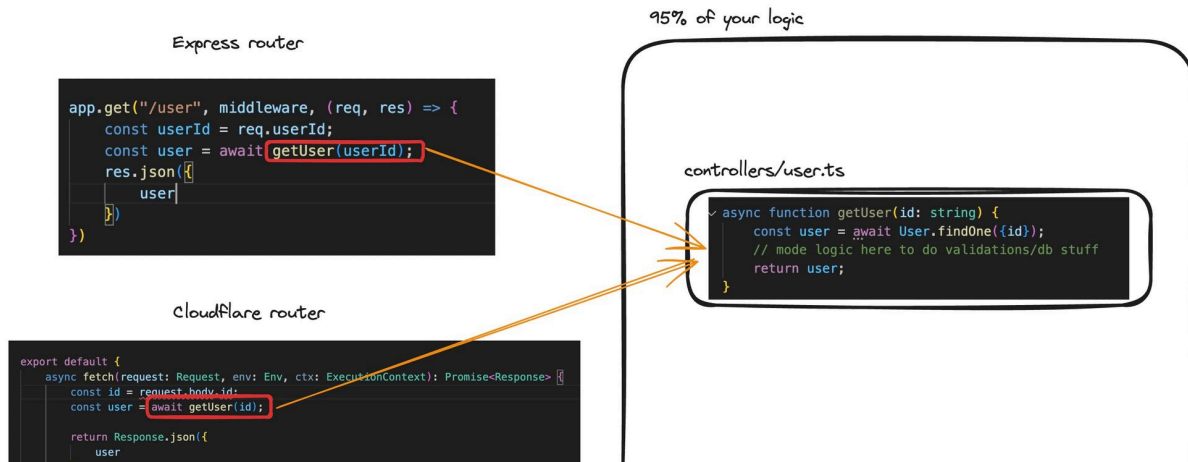 95% of your logic
Express router
app.get("/user", middleware, (req, res) => {
const userId = req.userId;
const user = await getUser(userId);
res.json({
user
})
})
controllers/user.ts
async function getUser(id: string) {
const user = await User.findOne({id});
// mode logic here to do validations/db stuff
return user;
}
Cloudflare router
export default {
async fetch(request: Request, env: Env, ctx: ExecutionContext): Promise<Response> {
const id = request.body.id;
const user = await getUser(id);
return Response.json({
user